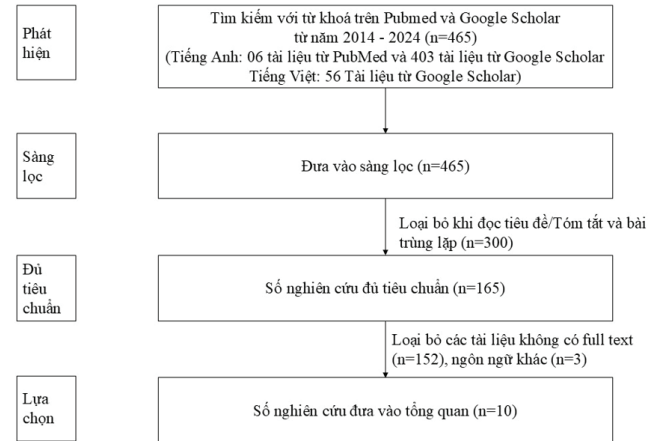 Phát
hiện
Tìm kiếm với từ khoá trên Pubmed và Google Scholar
từ năm 2014 - 2024 (n=465)
(Tiếng Anh: 06 tài liệu từ PubMed và 403 tài liệu từ Google Scholar
Tiếng Việt: 56 Tài liệu từ Google Scholar)
Sàng
lọc
Đưa vào sàng lọc (n=465)
Loại bỏ khi đọc tiêu đề/Tóm tắt và bài
trùng lặp (n=300)
Đủ
tiêu
chuẩn
Số nghiên cứu đủ tiêu chuẩn (n=165)
Loại bỏ các tài liệu không có full text
(n=152), ngôn ngữ khác (n=3)
Lựa
chọn
Số nghiên cứu đưa vào tổng quan (n=10)